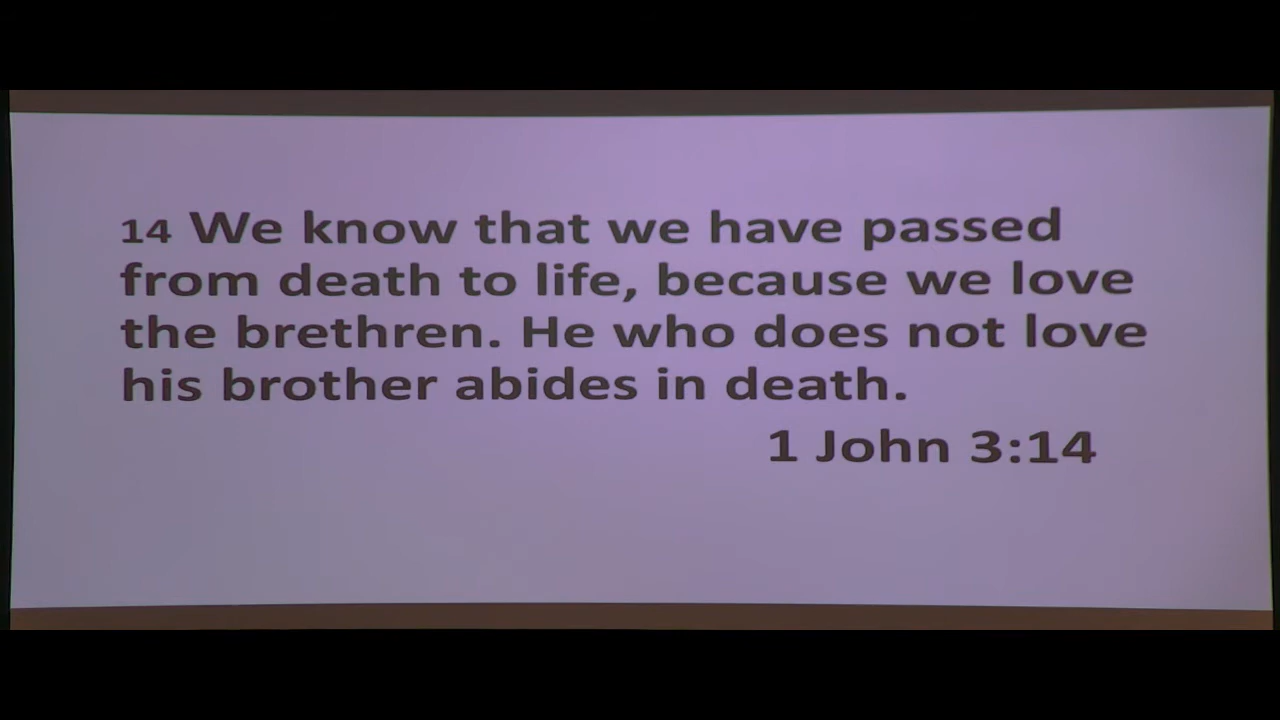 14 We know that we have passed
from death to life, because we love
the brethren. He who does not love
his brother abides in death.
1 John 3:14